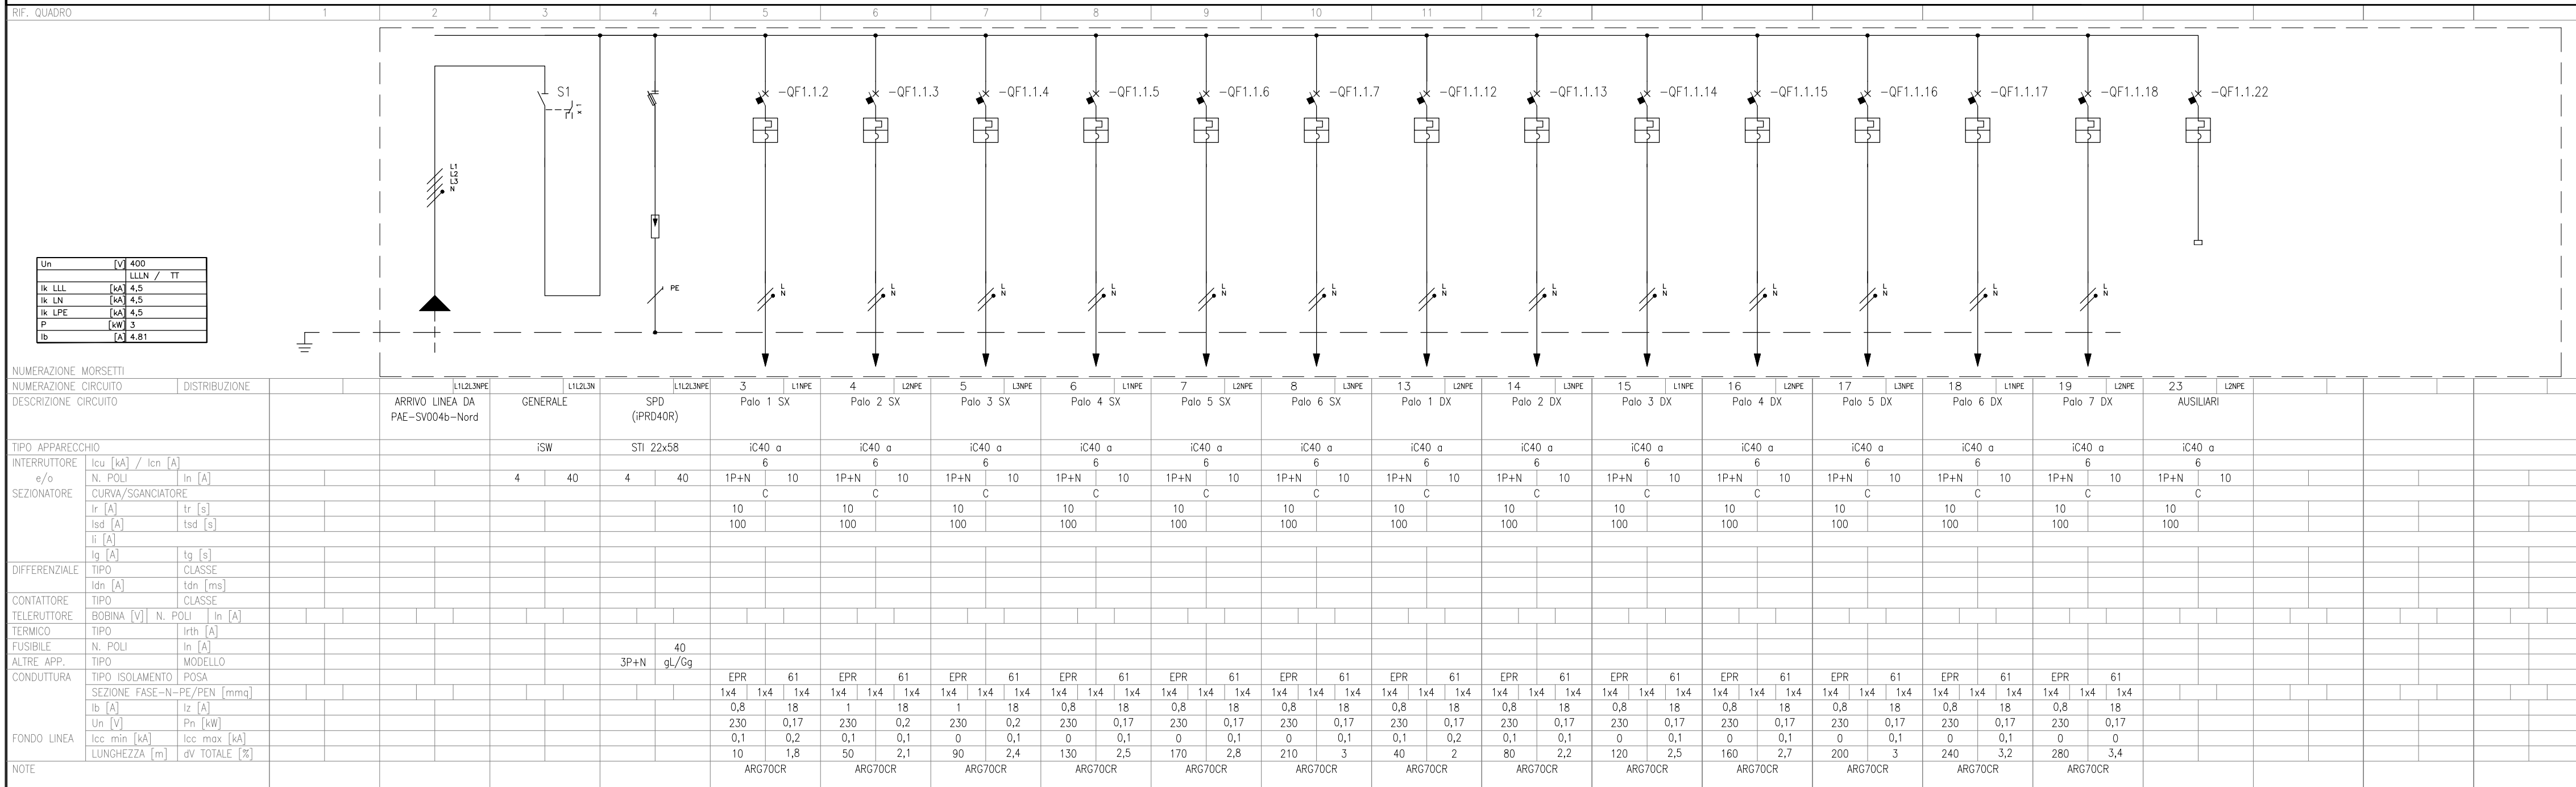 RIF. QUADRO 1 2 3 4 5 6 7 8 9 10 11 12
S1 -QF1.1.2 -QF1.1.3 -QF1.1.4 -QF1.1.5 -QF1.1.6 -QF1.1.7 -QF1.1.12 -QF1.1.13 -QF1.1.14 -QF1.1.15 -QF1.1.16 -QF1.1.17 -QF1.1.18 -QF1.1.22
L1
L2
L3
N
Un [V] 400
LLLN / TT
Ik LLL [kA] 4,5
Ik LN [kA] 4,5
Ik LPE [kA] 4,5
P [kW] 3
Ib [A] 4.81
PE
L L L L L L L L L L L L L
N N N N N N N N N N N N N
NUMERAZIONE MORSETTI
NUMERAZIONE CIRCUITO DISTRIBUZIONE L1L2L3NPE L1L2L3N L1L2L3NPE 3 L1NPE 4 L2NPE 5 L3NPE 6 L1NPE 7 L2NPE 8 L3NPE 13 L2NPE 14 L3NPE 15 L1NPE 16 L2NPE 17 L3NPE 18 L1NPE 19 L2NPE 23 L2NPE
DESCRIZIONE CIRCUITO ARRIVO LINEA DA GENERALE SPD Palo 1 SX Palo 2 SX Palo 3 SX Palo 4 SX Palo 5 SX Palo 6 SX Palo 1 DX Palo 2 DX Palo 3 DX Palo 4 DX Palo 5 DX Palo 6 DX Palo 7 DX AUSILIARI
PAE-SV004b-Nord (iPRD40R)
TIPO APPARECCHIO iSW STI 22x58 iC40 a iC40 a iC40 a iC40 a iC40 a iC40 a iC40 a iC40 a iC40 a iC40 a iC40 a iC40 a iC40 a iC40 a
INTERRUTTORE Icu [kA] / Icn [A] 6 6 6 6 6 6 6 6 6 6 6 6 6 6
e/o N. POLI In [A] 4 40 4 40 1P+N 10 1P+N 10 1P+N 10 1P+N 10 1P+N 10 1P+N 10 1P+N 10 1P+N 10 1P+N 10 1P+N 10 1P+N 10 1P+N 10 1P+N 10 1P+N 10
SEZIONATORE CURVA/SGANCIATORE C C C C C C C C C C C C C C
Ir [A] tr [s] 10 10 10 10 10 10 10 10 10 10 10 10 10 10
Isd [A] tsd [s] 100 100 100 100 100 100 100 100 100 100 100 100 100 100
Ii [A]
Ig [A] tg [s]
DIFFERENZIALE TIPO CLASSE
Idn [A] tdn [ms]
CONTATTORE TIPO CLASSE
TELERUTTORE BOBINA [V] N. POLI In [A]
TERMICO TIPO Irth [A]
FUSIBILE N. POLI In [A] 40
ALTRE APP. TIPO MODELLO 3P+N gL/Gg
CONDUTTURA TIPO ISOLAMENTO POSA EPR 61 EPR 61 EPR 61 EPR 61 EPR 61 EPR 61 EPR 61 EPR 61 EPR 61 EPR 61 EPR 61 EPR 61 EPR 61
SEZIONE FASE-N-PE/PEN [mmq] 1x4 1x4 1x4 1x4 1x4 1x4 1x4 1x4 1x4 1x4 1x4 1x4 1x4 1x4 1x4 1x4 1x4 1x4 1x4 1x4 1x4 1x4 1x4 1x4 1x4 1x4 1x4 1x4 1x4 1x4 1x4 1x4 1x4 1x4 1x4 1x4 1x4 1x4 1x4
Ib [A] Iz [A] 0,8 18 1 18 1 18 0,8 18 0,8 18 0,8 18 0,8 18 0,8 18 0,8 18 0,8 18 0,8 18 0,8 18 0,8 18
Un [V] Pn [kW] 230 0,17 230 0,2 230 0,2 230 0,17 230 0,17 230 0,17 230 0,17 230 0,17 230 0,17 230 0,17 230 0,17 230 0,17 230 0,17
FONDO LINEA Icc min [kA] Icc max [kA] 0,1 0,2 0,1 0,1 0 0,1 0 0,1 0 0,1 0 0,1 0,1 0,2 0,1 0,1 0 0,1 0 0,1 0 0,1 0 0,1 0 0
LUNGHEZZA [m] dV TOTALE [%] 10 1,8 50 2,1 90 2,4 130 2,5 170 2,8 210 3 40 2 80 2,2 120 2,5 160 2,7 200 3 240 3,2 280 3,4
NOTE ARG70CR ARG70CR ARG70CR ARG70CR ARG70CR ARG70CR ARG70CR ARG70CR ARG70CR ARG70CR ARG70CR ARG70CR ARG70CR